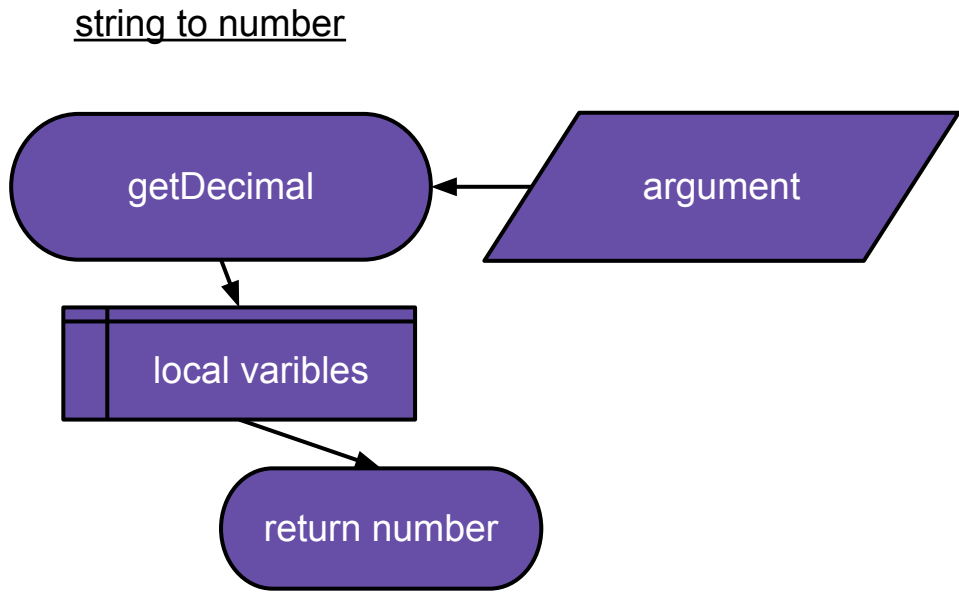 string to number
getDecimal
argument
local varibles
return number